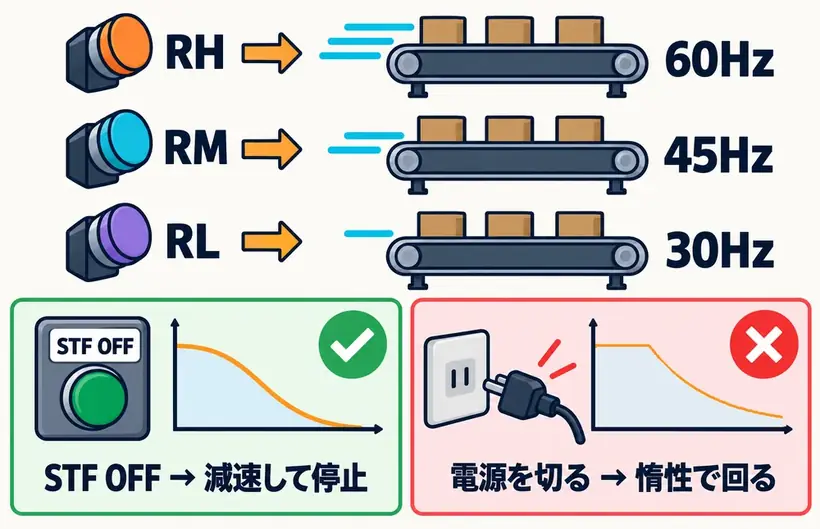 RH
60Hz
RM
45Hz
RL
30Hz
STF OFF
STF OFF → 減速して停止
電源を切る → 惰性で回る